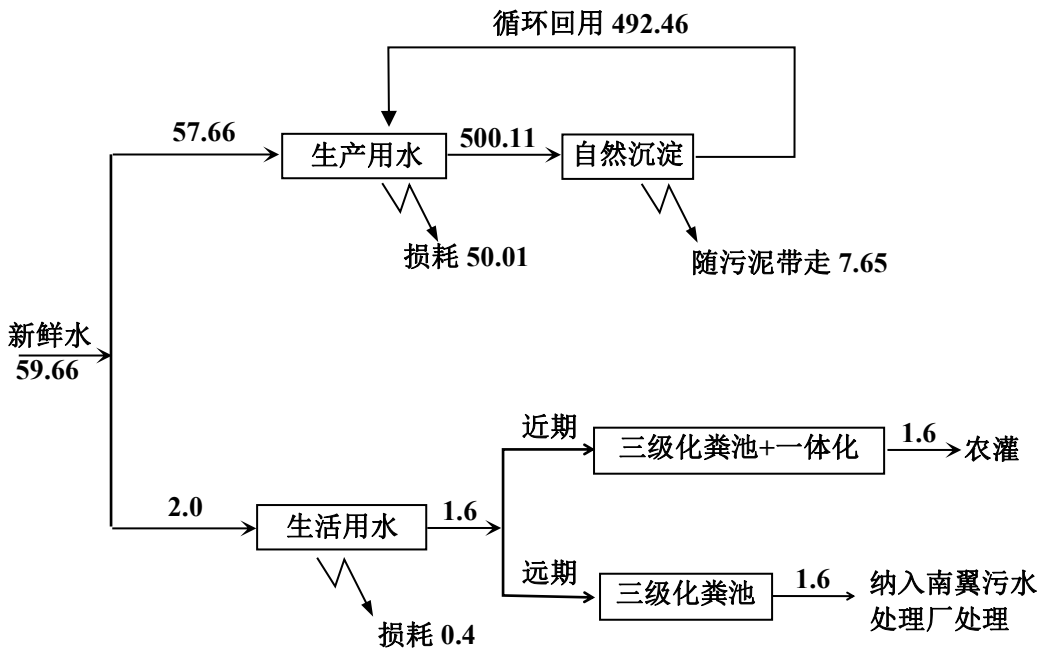 循环回用 492.46
57.66
生产用水
500.11
自然沉淀
损耗 50.01
随污泥带走 7.65
新鲜水
59.66
近期
三级化粪池+一体化
1.6
农灌
2.0
生活用水
1.6
远期
三级化粪池
1.6
纳入南翼污水
处理厂处理
损耗 0.4